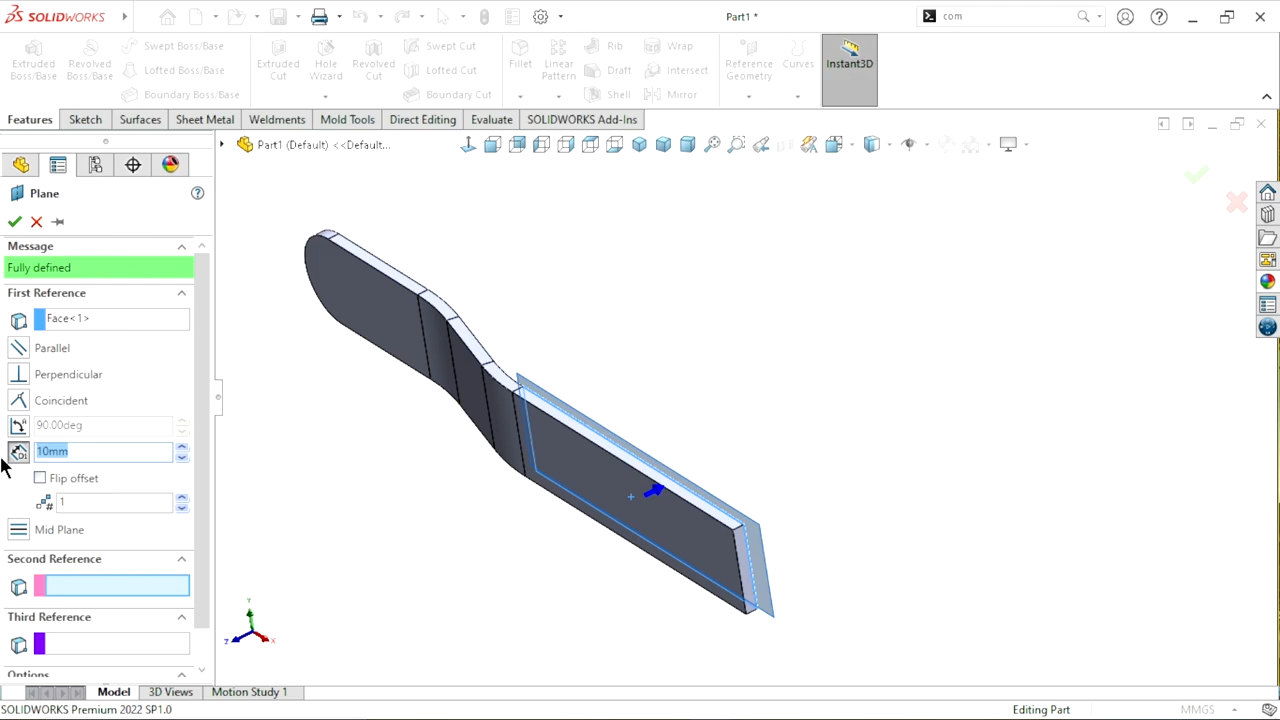 SOLIDWORKS
Part1 *
com
Extruded Boss/Base
Revolved Boss/Base
Swept Boss/Base
Lofted Boss/Base
Boundary Boss/Base
Extruded Cut
Hole Wizard
Revolved Cut
Swept Cut
Lofted Cut
Boundary Cut
Fillet
Linear Pattern
Rib
Draft
Shell
Wrap
Intersect
Mirror
Reference Geometry
Curves
Instant3D
Features
Sketch
Surfaces
Sheet Metal
Weldments
Mold Tools
Direct Editing
Evaluate
SOLIDWORKS Add-Ins
Part1 (Default) <<Default...
Plane
Message
Fully defined
First Reference
Face<1>
Parallel
Perpendicular
Coincident
90.00deg
10mm
Flip offset
1
Mid Plane
Second Reference
Third Reference
Options
Y
Z
X
Model
3D Views
Motion Study 1
SOLIDWORKS Premium 2022 SP1.0
Editing Part
MMGS